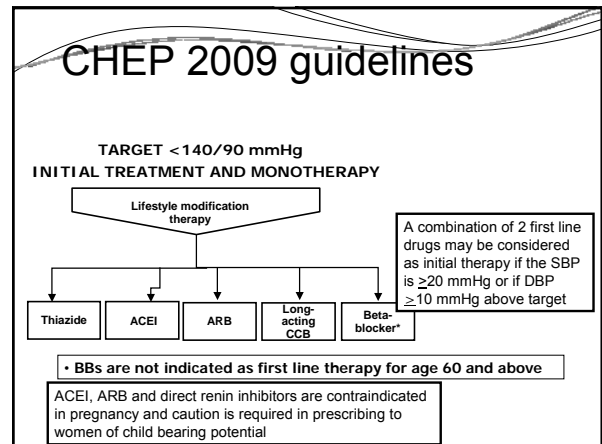 CHEP 2009 guidelines
TARGET <140/90 mmHg
INITIAL TREATMENT AND MONOTHERAPY
Lifestyle modification
therapy
A combination of 2 first line
drugs may be considered
as initial therapy if the SBP
is ≥20 mmHg or if DBP
≥10 mmHg above target
Thiazide
ACEI
ARB
Long-
acting
CCB
Beta-
blocker*
• BBs are not indicated as first line therapy for age 60 and above
ACEI, ARB and direct renin inhibitors are contraindicated
in pregnancy and caution is required in prescribing to
women of child bearing potential